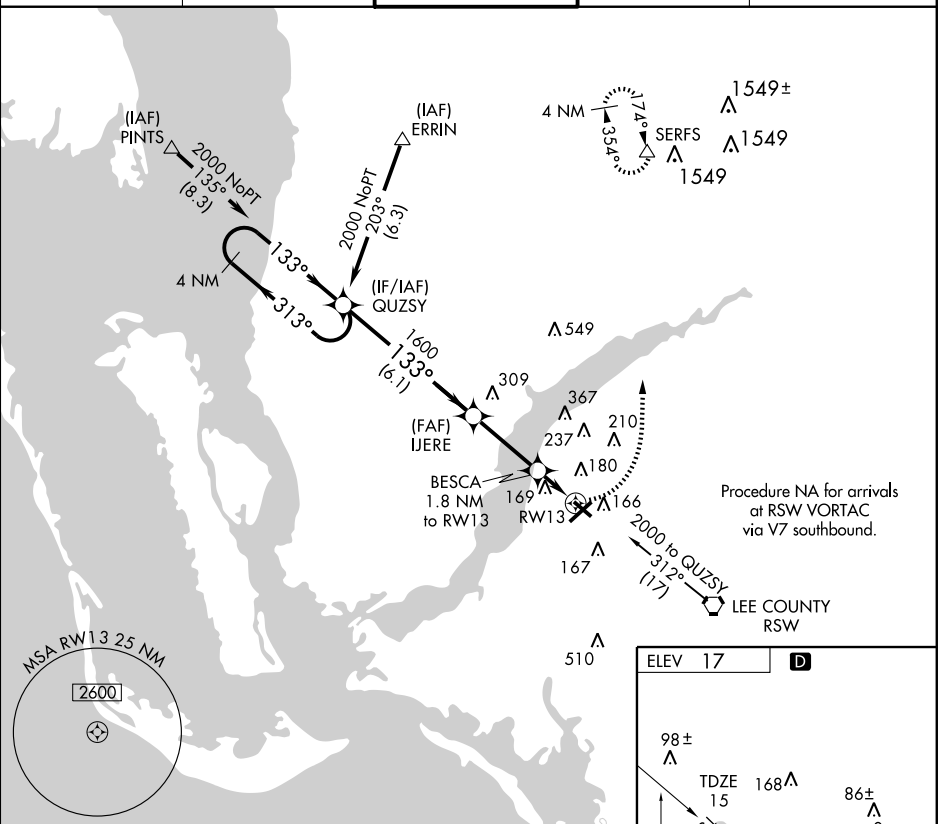 (IAF)
PINTS
2000 NoPT
135°
(8.3)
(IAF)
ERRIN
2000 NoPT
203°
(6.3)
4 NM
174°
354°
SERFS
1549±
1549
1549
133°
4 NM
313°
(IF/IAF)
QUZSY
1600
133°
(6.1)
549
309
367
(FAF)
IJERE
237
210
180
BESCA
1.8 NM
to RW13
169
RW13
166
167
Procedure NA for arrivals
at RSW VORTAC
via V7 southbound.
2000 to QUZSY
312°
(17)
LEE COUNTY
RSW
510
MSA RW13 25 NM
2600
ELEV 17
D
98±
TDZE
15
168
86±